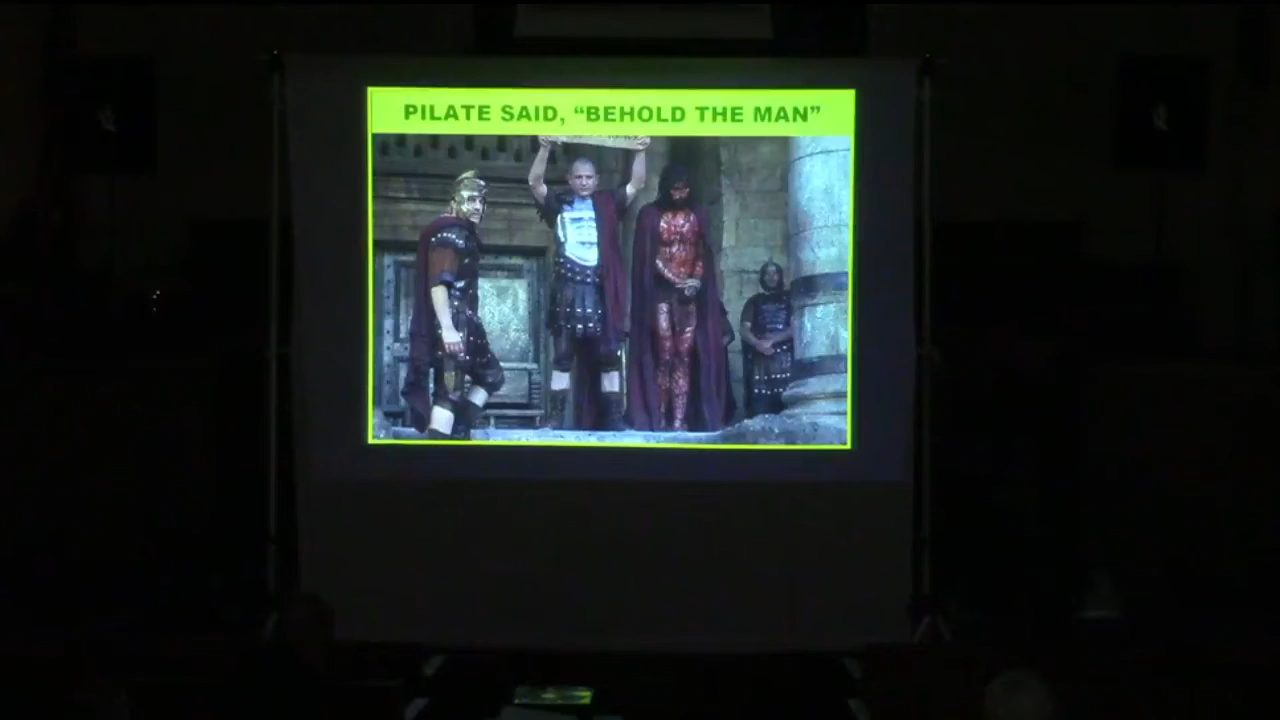 PILATE SAID, “BEHOLD THE MAN”